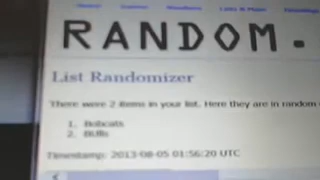 RANDOM.
List Randomizer
There were 2 items in your list. Here they are in random
1. Bobcats
2. Bulls
Timestamp: 2013-08-05 01:56:20 UTC